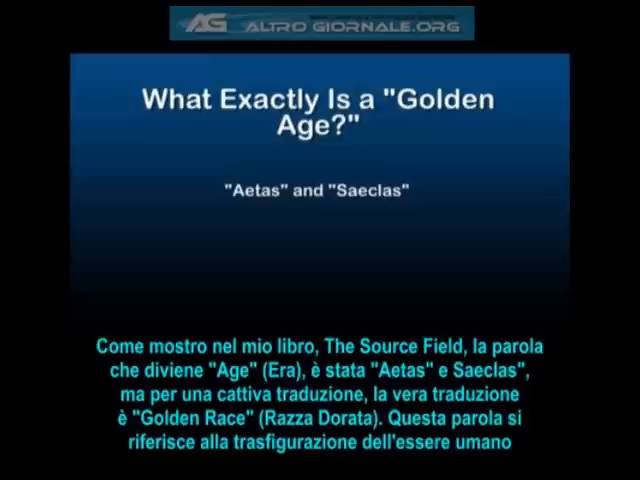 AG ALTRO GIORNALE.ORG
What Exactly Is a "Golden
Age?"
"Aetas" and "Saeclas"
Come mostro nel mio libro, The Source Field, la parola
che diviene "Age" (Era), è stata "Aetas" e Saeclas",
ma per una cattiva traduzione, la vera traduzione
è "Golden Race" (Razza Dorata). Questa parola si
riferisce alla trasfigurazione dell'essere umano